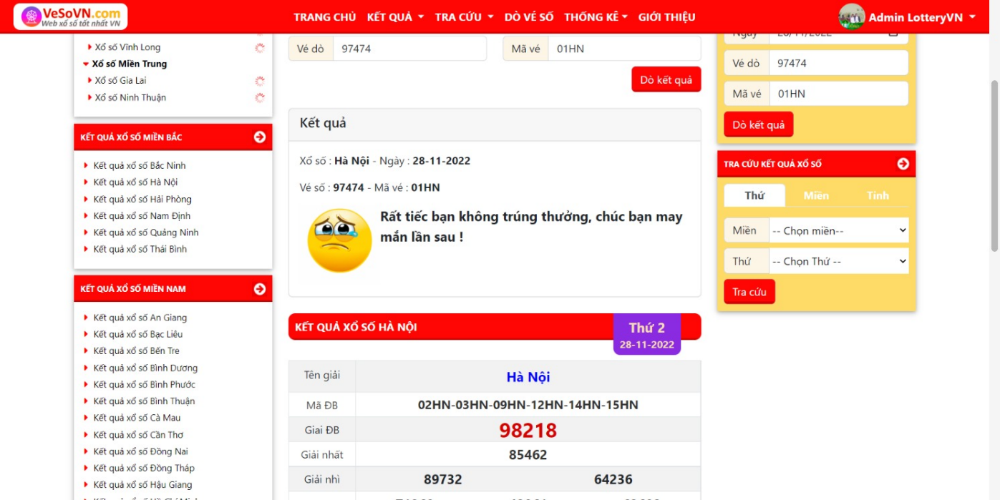 VeSoVN.com
Web xổ số tốt nhất VN
TRANG CHỦ KẾT QUẢ TRA CỨU DÒ VÉ SỐ THỐNG KÊ GIỚI THIỆU
Admin LotteryVN
Xổ số Vĩnh Long
Xổ số Miền Trung
Xổ số Gia Lai
Xổ số Ninh Thuận
KẾT QUẢ XỔ SỐ MIỀN BẮC
Kết quả xổ số Bắc Ninh
Kết quả xổ số Hà Nội
Kết quả xổ số Hải Phòng
Kết quả xổ số Nam Định
Kết quả xổ số Quảng Ninh
Kết quả xổ số Thái Bình
KẾT QUẢ XỔ SỐ MIỀN NAM
Kết quả xổ số An Giang
Kết quả xổ số Bạc Liêu
Kết quả xổ số Bến Tre
Kết quả xổ số Bình Dương
Kết quả xổ số Bình Phước
Kết quả xổ số Bình Thuận
Kết quả xổ số Cà Mau
Kết quả xổ số Cần Thơ
Kết quả xổ số Đồng Nai
Kết quả xổ số Đồng Tháp
Kết quả xổ số Hậu Giang
Vé dò 97474 Mã vé 01HN
Dò kết quả
Kết quả
Xổ số : Hà Nội - Ngày : 28-11-2022
Vé số : 97474 - Mã vé : 01HN
Rất tiếc bạn không trúng thưởng, chúc bạn may
mắn lần sau !
KẾT QUẢ XỔ SỐ HÀ NỘI
Thứ 2
28-11-2022
Tên giải Hà Nội
Mã ĐB 02HN-03HN-09HN-12HN-14HN-15HN
Giai ĐB 98218
Giải nhất 85462
Giải nhì 89732 64236
Ngày 28/11/2022
Vé dò 97474
Mã vé 01HN
Dò kết quả
TRA CỨU KẾT QUẢ XỔ SỐ
Thứ Miền Tỉnh
Miền -- Chọn miền--
Thứ -- Chọn Thứ --
Tra cứu